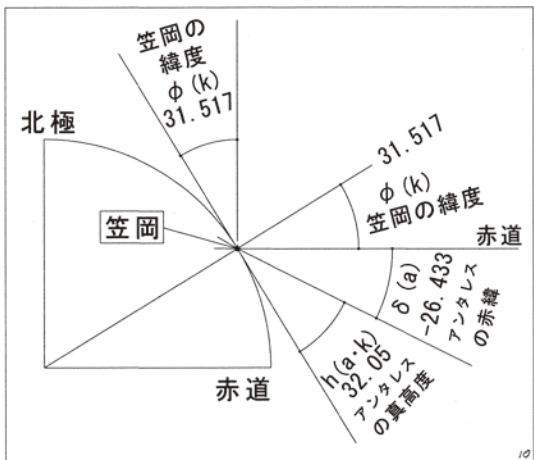 笠岡の
緯度
φ(k)
31.517
北極
31.517
φ(k)
笠岡の緯度
笠岡
赤道
δ(a)
-26.433
アンタレス
の赤緯
h(a・k)
32.05
アンタレス
の真高度
赤道
10